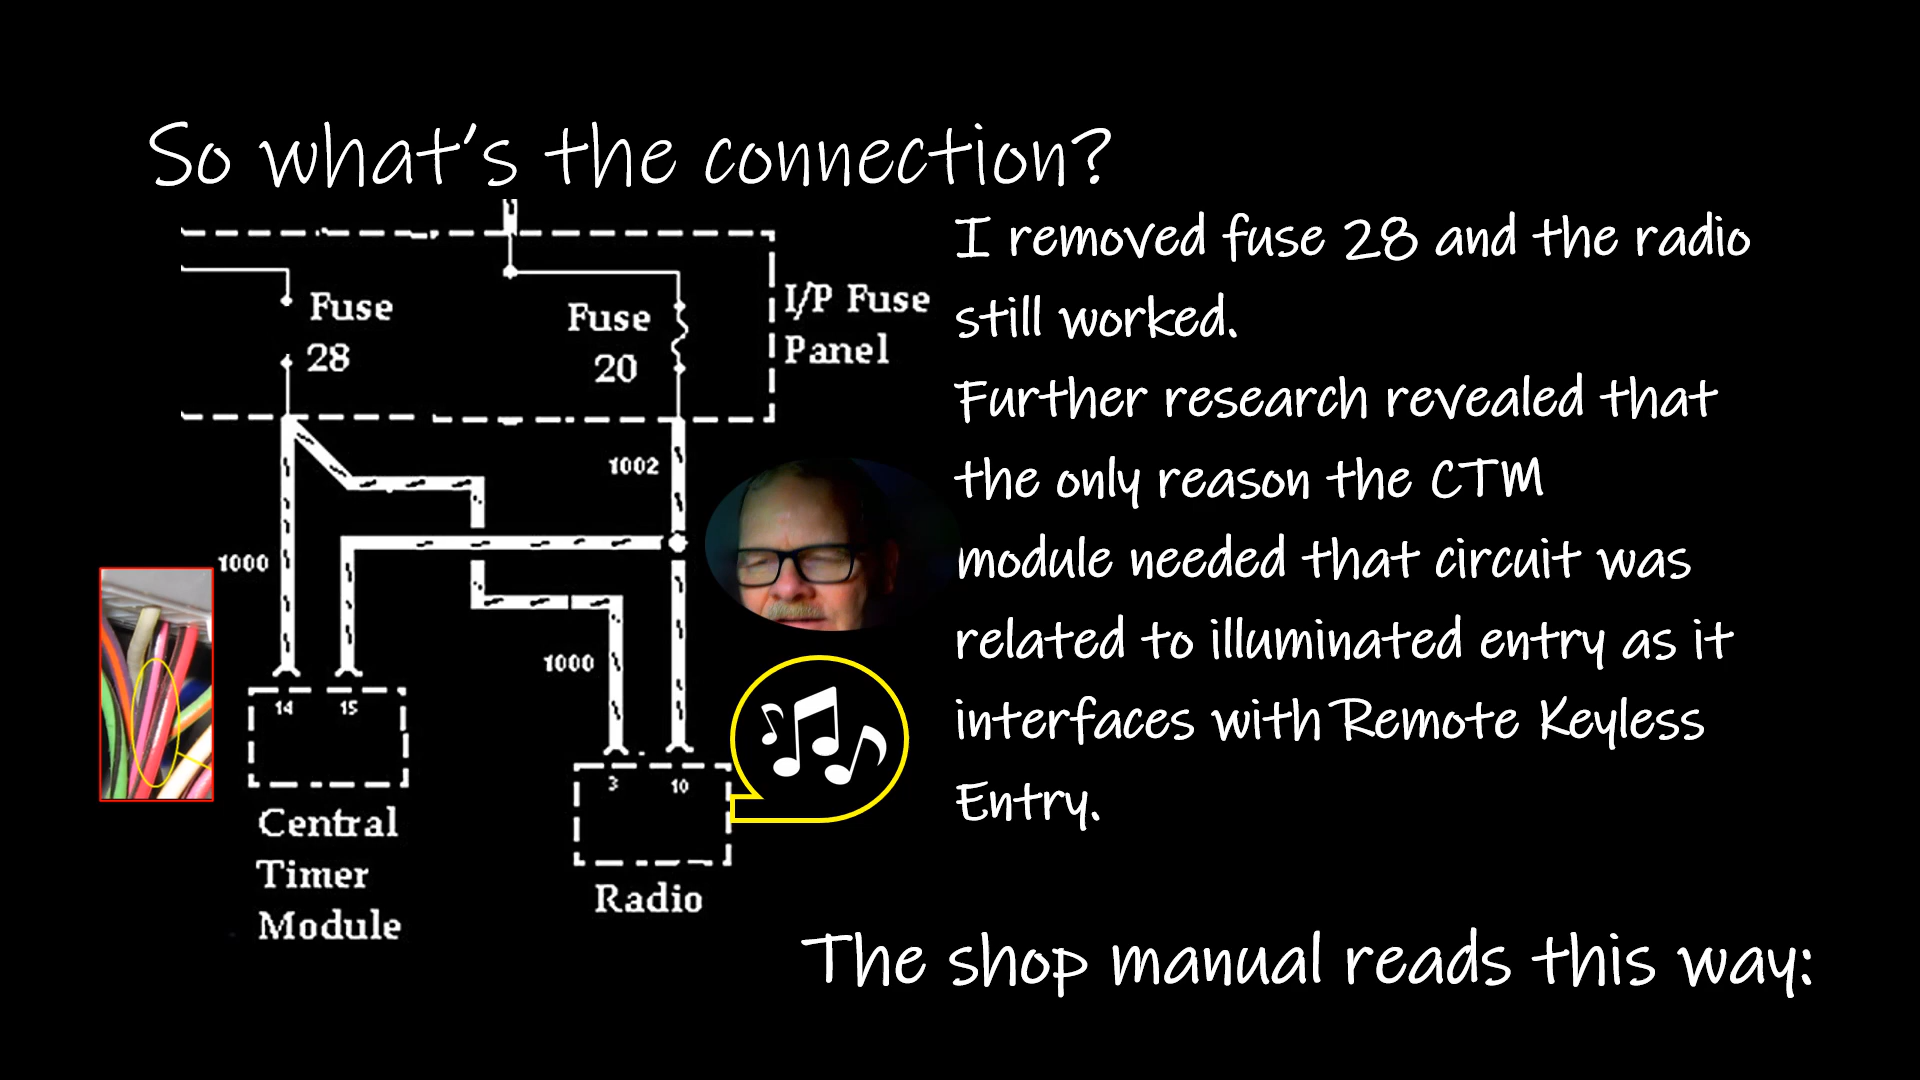 So what's the connection?
Fuse
28
Fuse
20
I/P Fuse
Panel
1002
1000
1000
14 15
3 10
Central
Timer
Module
Radio
I removed fuse 28 and the radio
still worked.
Further research revealed that
the only reason the CTM
module needed that circuit was
related to illuminated entry as it
interfaces with Remote Keyless
Entry.
The shop manual reads this way: